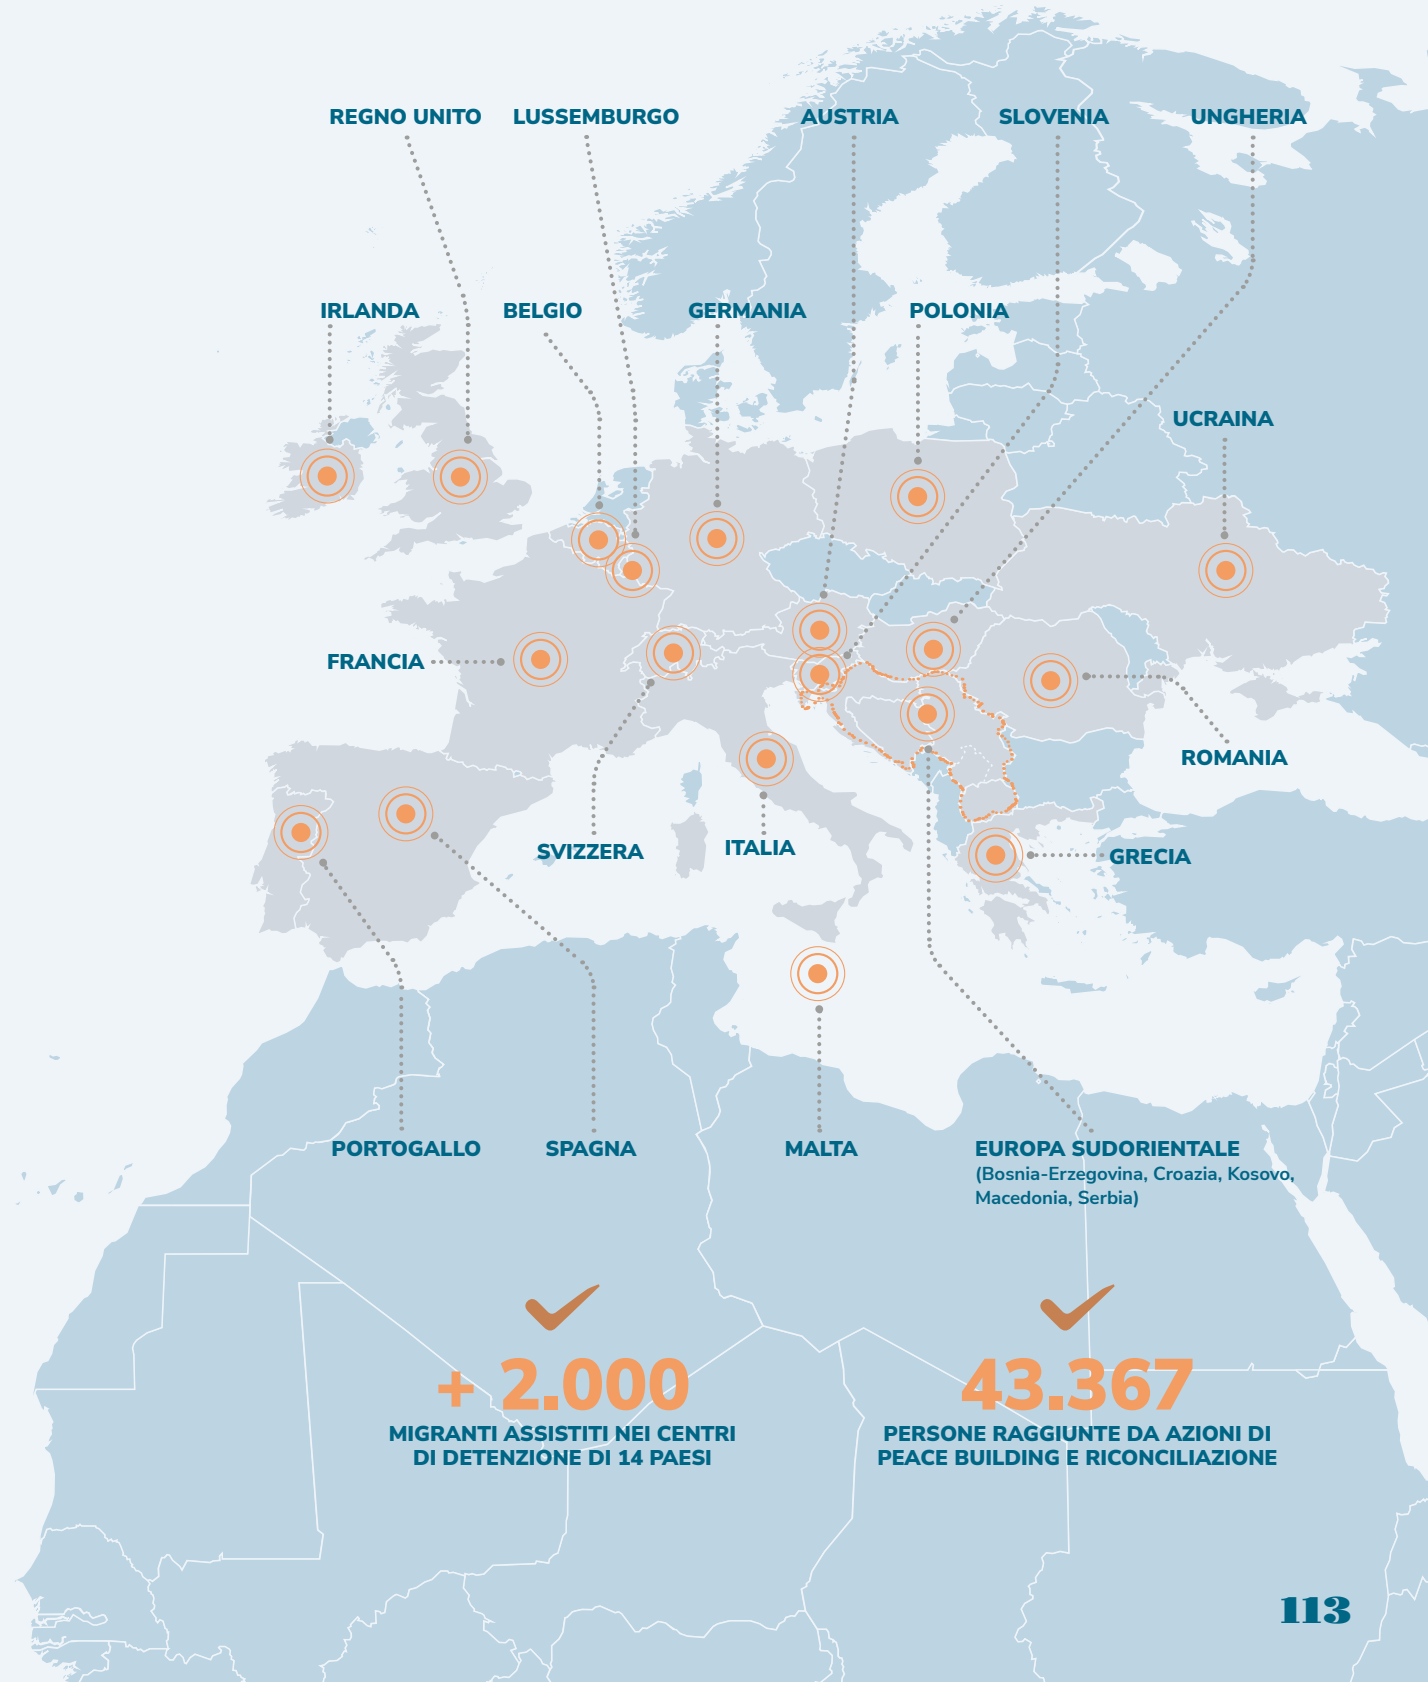 REGNO UNITO
LUSSEMBURGO
AUSTRIA
SLOVENIA
UNGHERIA
IRLANDA
BELGIO
GERMANIA
POLONIA
UCRAINA
FRANCIA
ROMANIA
SVIZZERA
ITALIA
GRECIA
PORTOGALLO
SPAGNA
MALTA
EUROPA SUDORIENTALE
(Bosnia-Erzegovina, Croazia, Kosovo,
Macedonia, Serbia)
+ 2.000
MIGRANTI ASSISTITI NEI CENTRI
DI DETENZIONE DI 14 PAESI
43.367
PERSONE RAGGIUNTE DA AZIONI DI
PEACE BUILDING E RICONCILIAZIONE
113